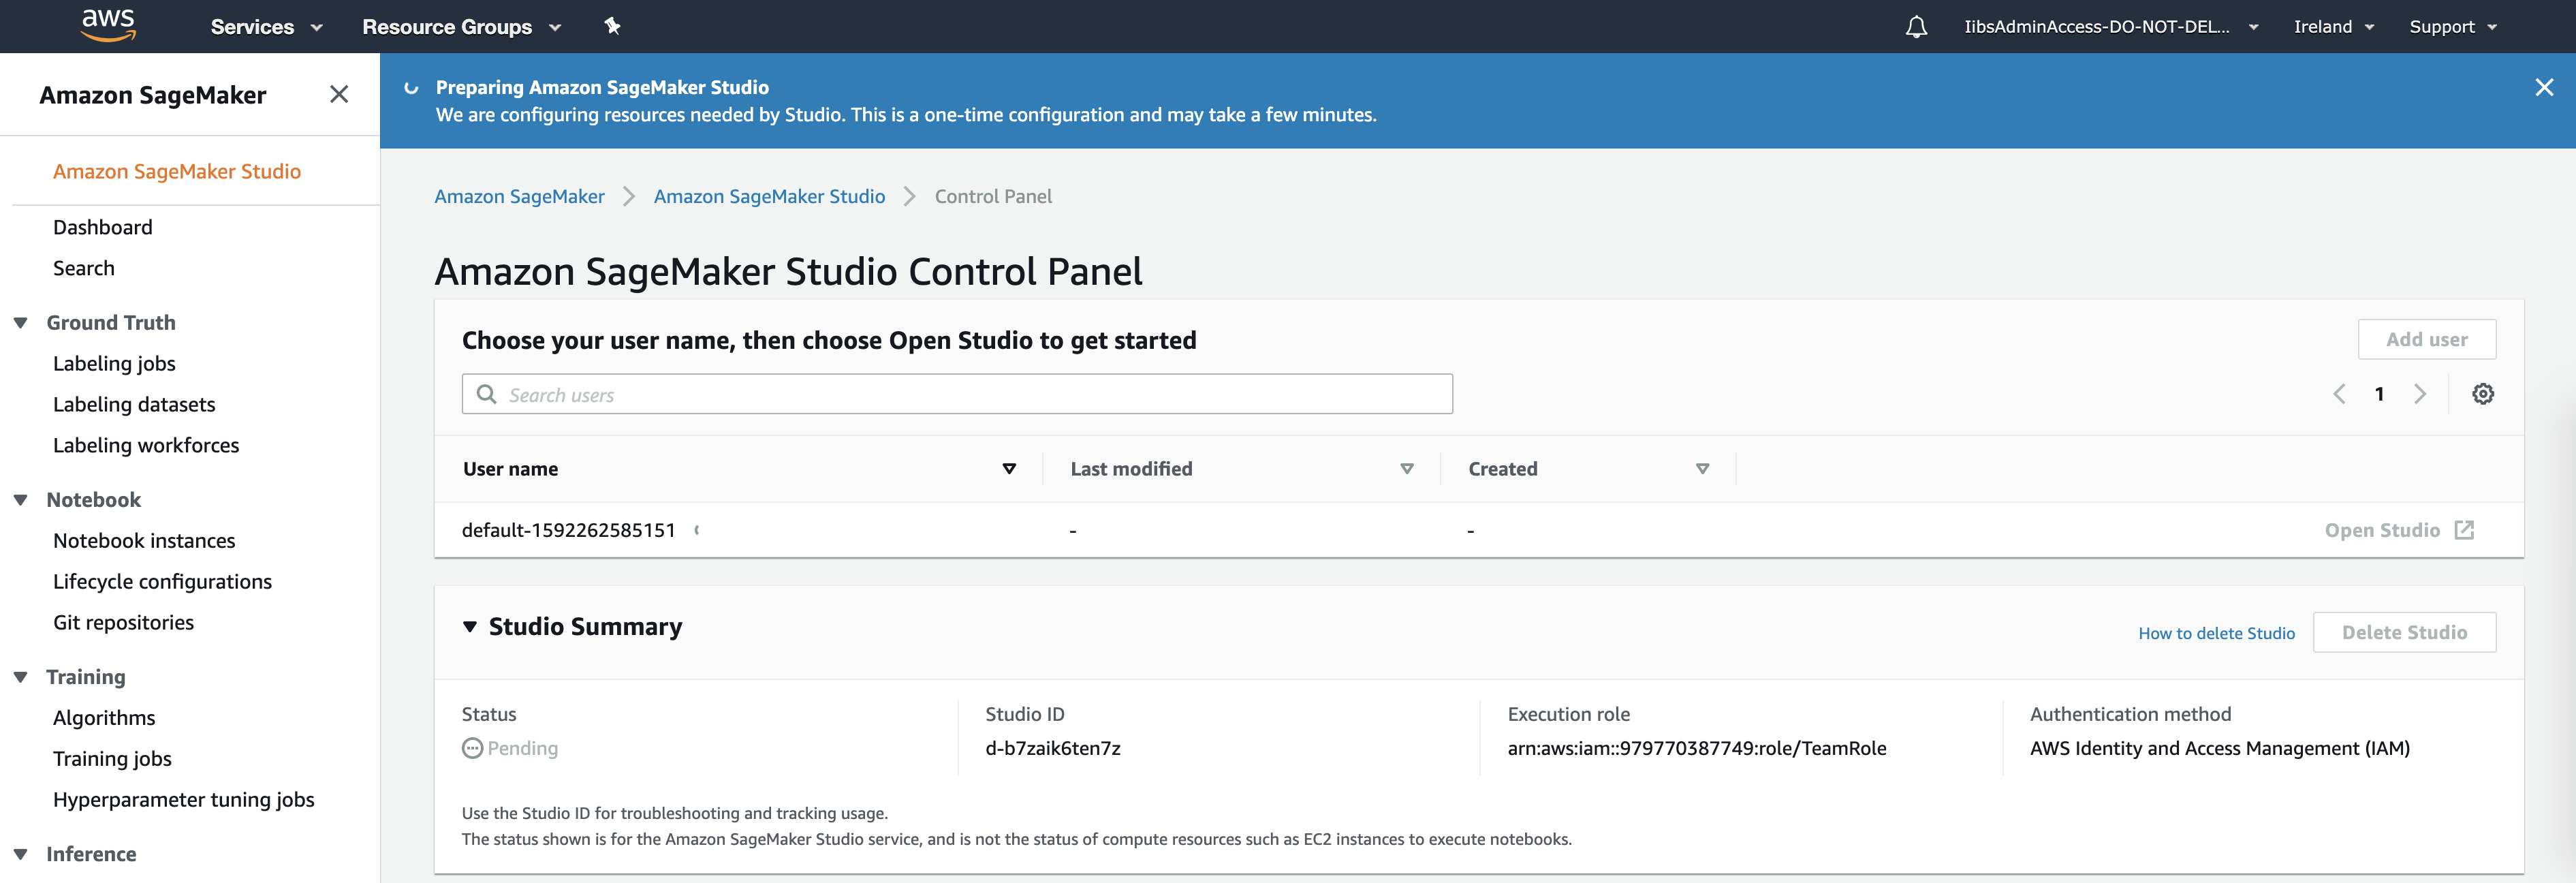 aws
Services
Resource Groups
IibsAdminAccess-DO-NOT-DEL...
Ireland
Support
Amazon SageMaker
Amazon SageMaker Studio
Dashboard
Search
Ground Truth
Labeling jobs
Labeling datasets
Labeling workforces
Notebook
Notebook instances
Lifecycle configurations
Git repositories
Training
Algorithms
Training jobs
Hyperparameter tuning jobs
Inference
Preparing Amazon SageMaker Studio
We are configuring resources needed by Studio. This is a one-time configuration and may take a few minutes.
Amazon SageMaker
Amazon SageMaker Studio
Control Panel
Amazon SageMaker Studio Control Panel
Choose your user name, then choose Open Studio to get started
Add user
Search users
1
User name
Last modified
Created
default-1592262585151
-
-
Open Studio
Studio Summary
How to delete Studio
Delete Studio
Status
Pending
Studio ID
d-b7zaik6ten7z
Execution role
arn:aws:iam::979770387749:role/TeamRole
Authentication method
AWS Identity and Access Management (IAM)
Use the Studio ID for troubleshooting and tracking usage.
The status shown is for the Amazon SageMaker Studio service, and is not the status of compute resources such as EC2 instances to execute notebooks.